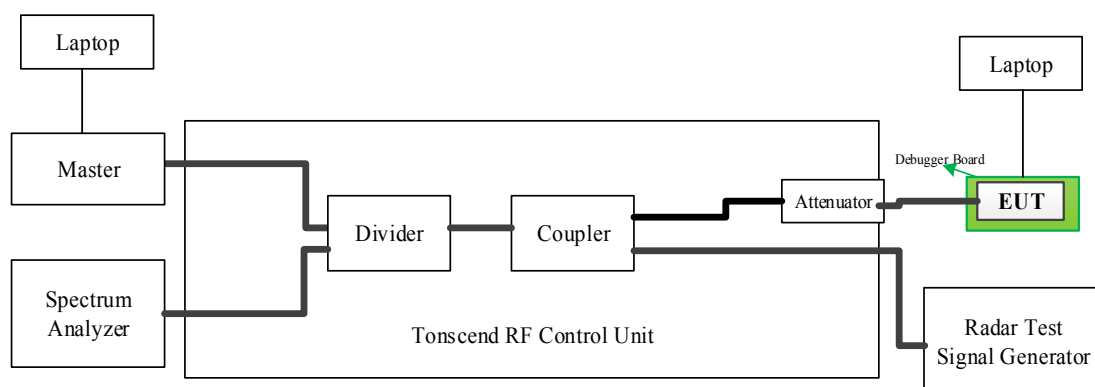 Laptop
Laptop
Master
Debugger Board
EUT
Attenuator
Divider
Coupler
Spectrum
Analyzer
Tonscend RF Control Unit
Radar Test
Signal Generator